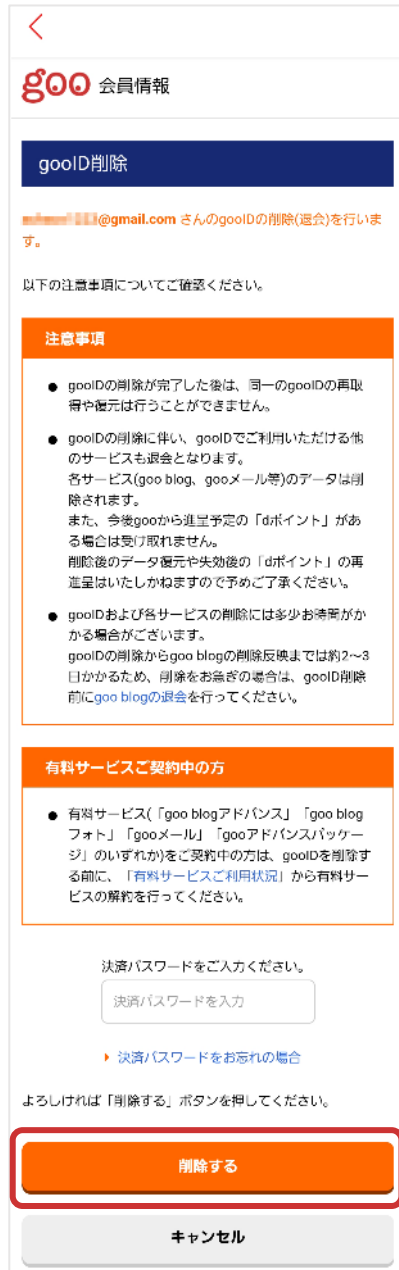 goo 会員情報
gooID削除
@gmail.com さんのgooIDの削除(退会)を行いま
す。
以下の注意事項についてご確認ください。
注意事項
● gooIDの削除が完了した後は、同一のgooIDの再取
得や復元は行うことができません。
● gooIDの削除に伴い、gooIDでご利用いただける他
のサービスも退会となります。
各サービス(goo blog、gooメール等)のデータは削
除されます。
また、今後gooから進呈予定の「dポイント」があ
る場合は受け取れません。
削除後のデータ復元や失効後の「dポイント」の再
進呈はいたしかねますので予めご了承ください。
● gooIDおよび各サービスの削除には多少お時間がか
かる場合がございます。
gooIDの削除からgoo blogの削除反映までは約2〜3
日かかるため、削除をお急ぎの場合は、gooID削除
前にgoo blogの退会を行ってください。
有料サービスご契約中の方
● 有料サービス(「goo blogアドバンス」「goo blog
フォト」「gooメール」「gooアドバンスパッケー
ジ」のいずれか)をご契約中の方は、gooIDを削除す
る前に、「有料サービスご利用状況」から有料サー
ビスの解約を行ってください。
決済パスワードをご入力ください。
決済パスワードを入力
決済パスワードをお忘れの場合
よろしければ「削除する」ボタンを押してください。
削除する
キャンセル